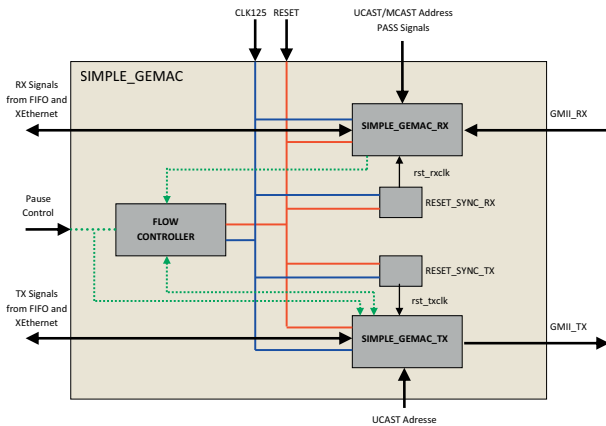 CLK125 RESET
UCAST/MCAST Address
PASS Signals
SIMPLE_GEMAC
RX Signals
from FIFO and
XEthernet
SIMPLE_GEMAC_RX
GMII_RX
rst_rxclk
RESET_SYNC_RX
Pause
Control
FLOW
CONTROLLER
RESET_SYNC_TX
rst_txclk
TX Signals
from FIFO and
XEthernet
SIMPLE_GEMAC_TX
GMII_TX
UCAST Adresse